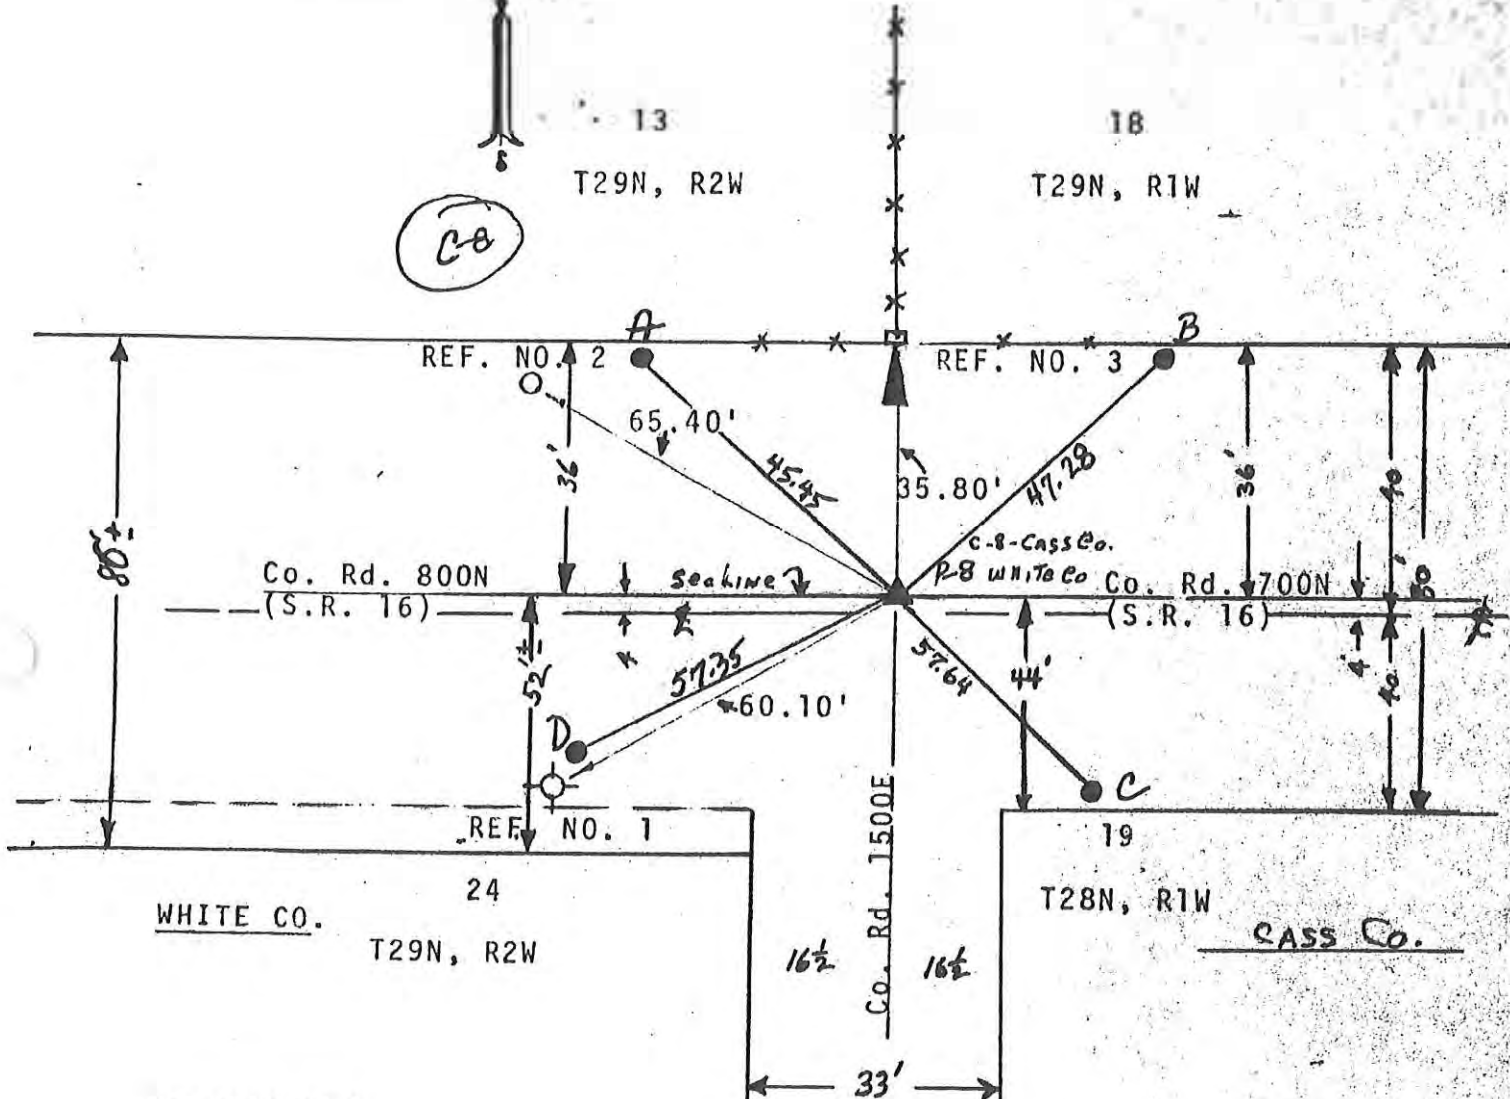 13
18
T29N, R2W
T29N, R1W
C-8
A
B
REF. NO. 2
REF. NO. 3
65.40'
36'
45.45
35.80'
47.28
36'
40
C-8-CASS Co.
P-8 WHITE Co
Co. Rd. 800N
(S.R. 16)
Co. Rd. 700N
(S.R. 16)
52'±
57.35
60.10'
57.64
44'
4
40
D
C
REF. NO. 1
19
24
WHITE CO.
T29N, R2W
T28N, R1W
CASS Co.
16½
16½
Co. Rd. 1500E
33'